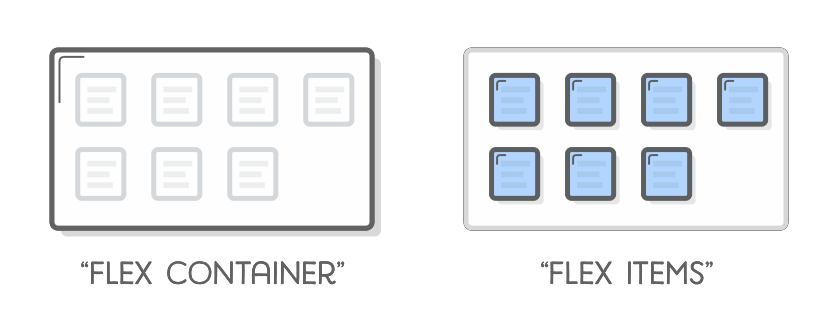 “FLEX CONTAINER”
“FLEX ITEMS”